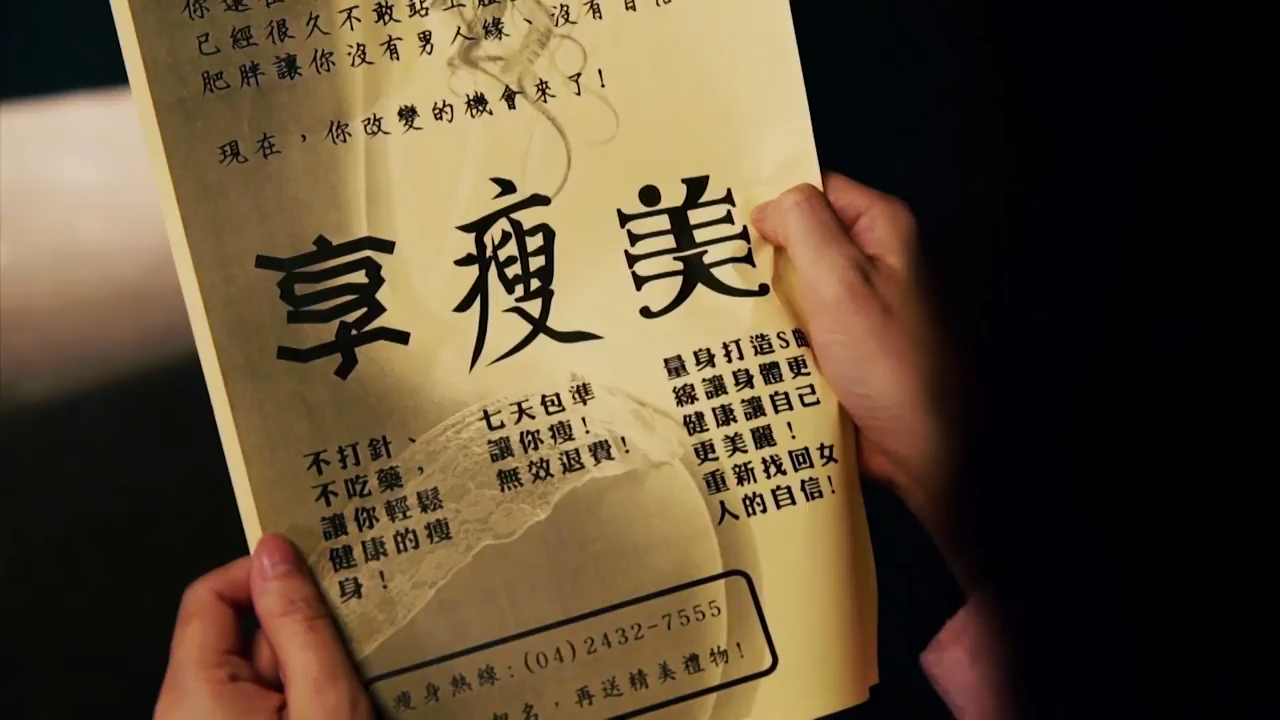 已經很久不敢站上
肥胖讓你沒有男人緣、沒有自信
現在，你改變的機會來了!
享瘦美
不打針、
不吃藥，
讓你輕鬆
健康的瘦
身!
七天包準
讓你瘦!
無效退費!
量身打造S曲
線讓身體更
健康讓自己
更美麗!
重新找回女
人的自信!
瘦身熱線:(04)2432-7555
名，再送精美禮物!